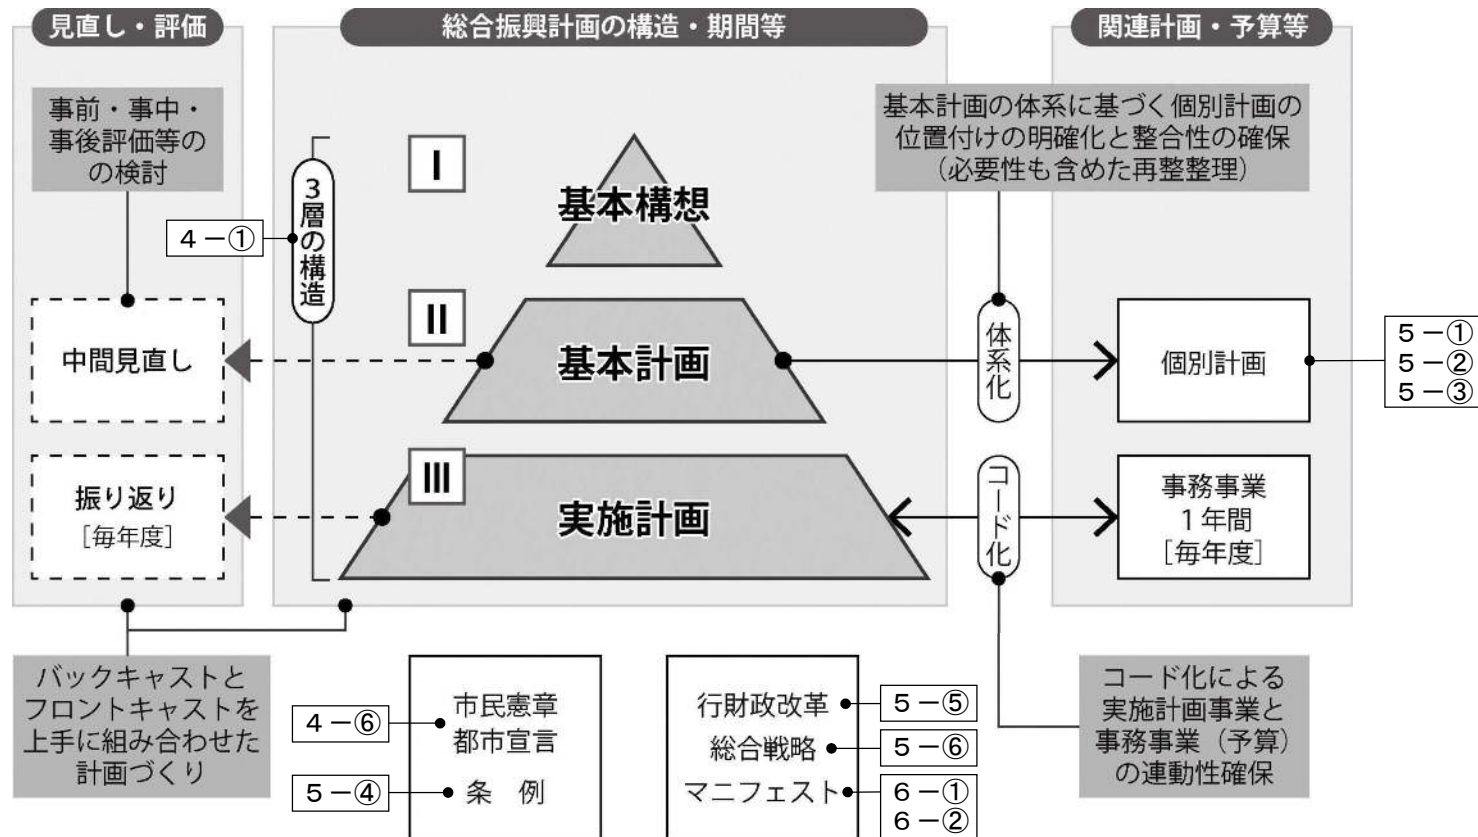 見直し・評価
総合振興計画の構造・期間等
関連計画・予算等
事前・事中・
事後評価等の
の検討
4－①
3層の構造
中間見直し
振り返り
［毎年度］
Ⅰ
基本構想
Ⅱ
基本計画
Ⅲ
実施計画
基本計画の体系に基づく個別計画の
位置付けの明確化と整合性の確保
（必要性も含めた再整整理）
体系化
個別計画
5－①
5－②
5－③
コード化
事務事業
1年間
［毎年度］
バックキャストと
フロントキャストを
上手に組み合わせた
計画づくり
4－⑥
市民憲章
都市宣言
5－④
条　例
行財政改革
5－⑤
総合戦略
5－⑥
マニフェスト
6－①
6－②
コード化による
実施計画事業と
事務事業（予算）
の連動性確保